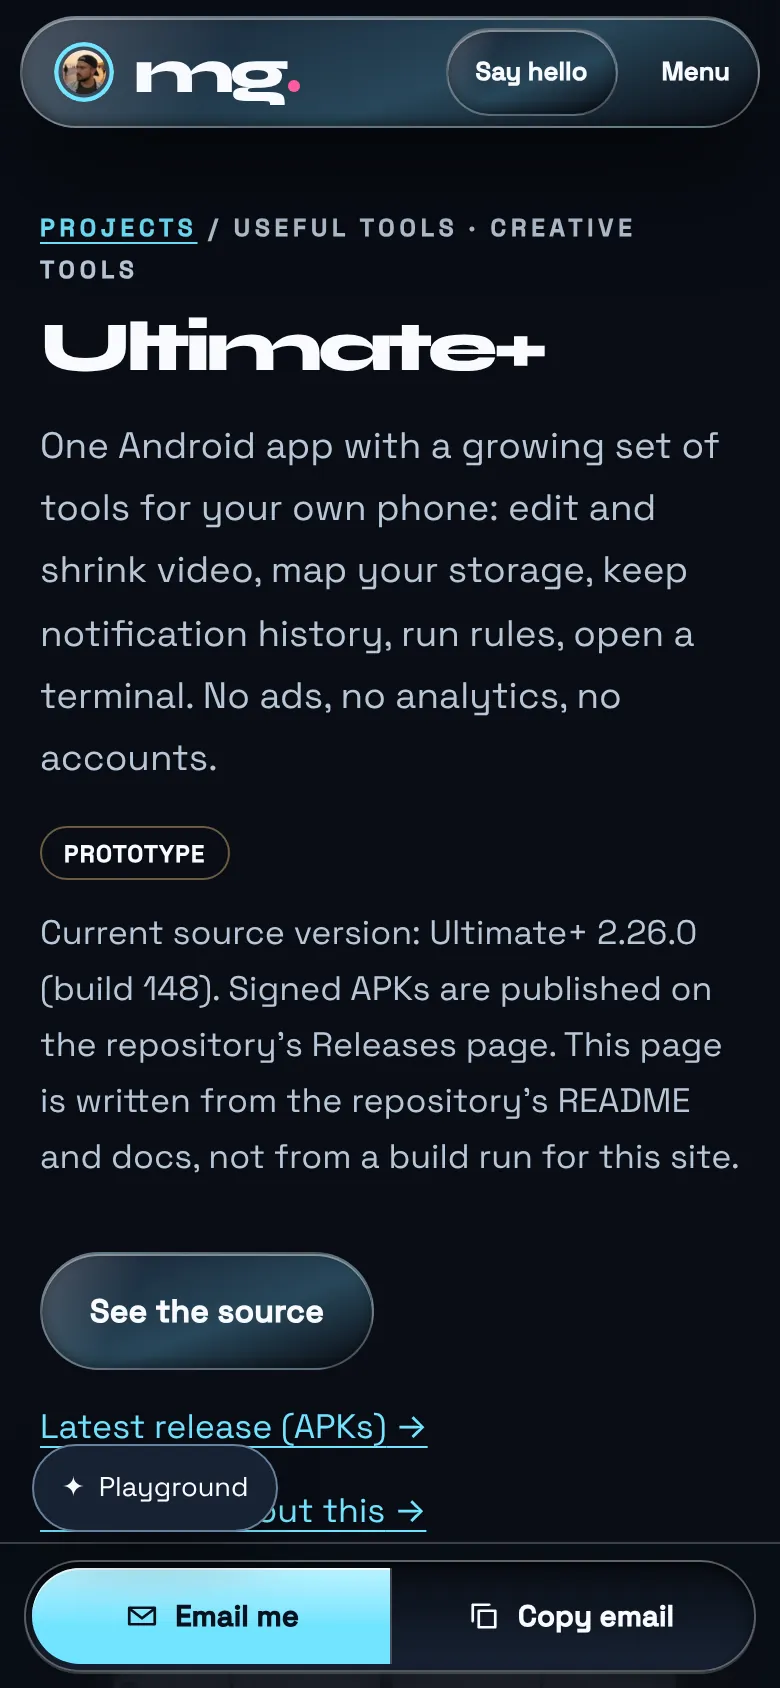 mg.
Say hello
Menu
PROJECTS / USEFUL TOOLS · CREATIVE
TOOLS
Ultimate+
One Android app with a growing set of
tools for your own phone: edit and
shrink video, map your storage, keep
notification history, run rules, open a
terminal. No ads, no analytics, no
accounts.
PROTOTYPE
Current source version: Ultimate+ 2.26.0
(build 148). Signed APKs are published on
the repository’s Releases page. This page
is written from the repository’s README
and docs, not from a build run for this site.
See the source
Latest release (APKs) →
✦ Playground
this →
Email me
Copy email